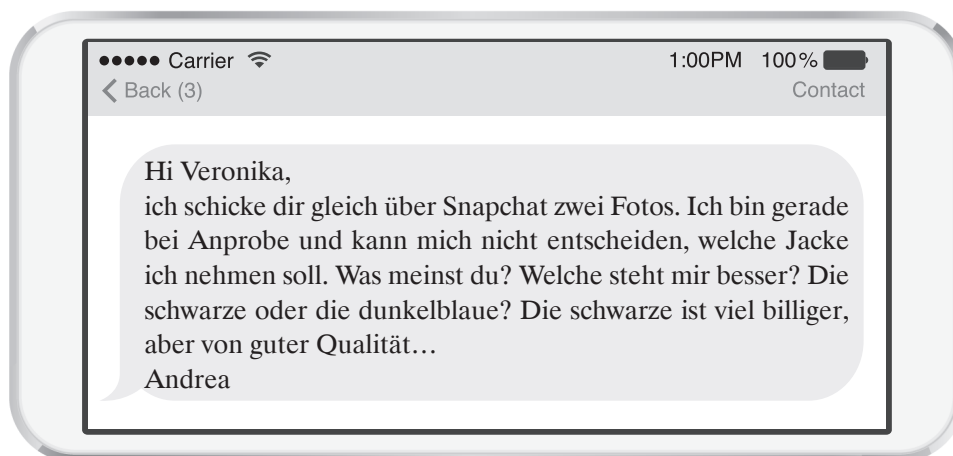 ●●●●● Carrier 1:00PM 100%
Back (3) Contact
Hi Veronika,
ich schicke dir gleich über Snapchat zwei Fotos. Ich bin gerade
bei Anprobe und kann mich nicht entscheiden, welche Jacke
ich nehmen soll. Was meinst du? Welche steht mir besser? Die
schwarze oder die dunkelblaue? Die schwarze ist viel billiger,
aber von guter Qualität…
Andrea